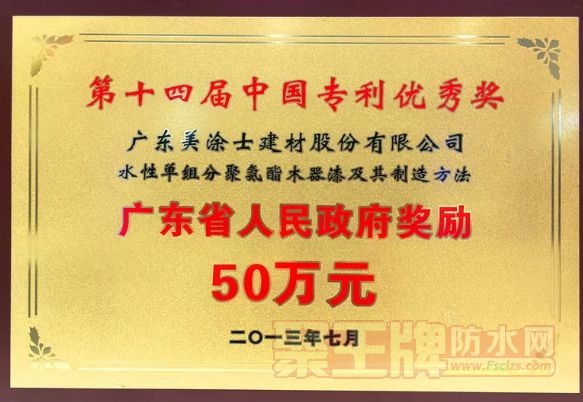 第十四届中国专利优秀奖
广东美涂士建材股份有限公司
水性单组分聚氨酯木器漆及其制造方法
广东省人民政府奖励
50万元
二〇一三年七月
王牌防水网
www.Fsclzs.com